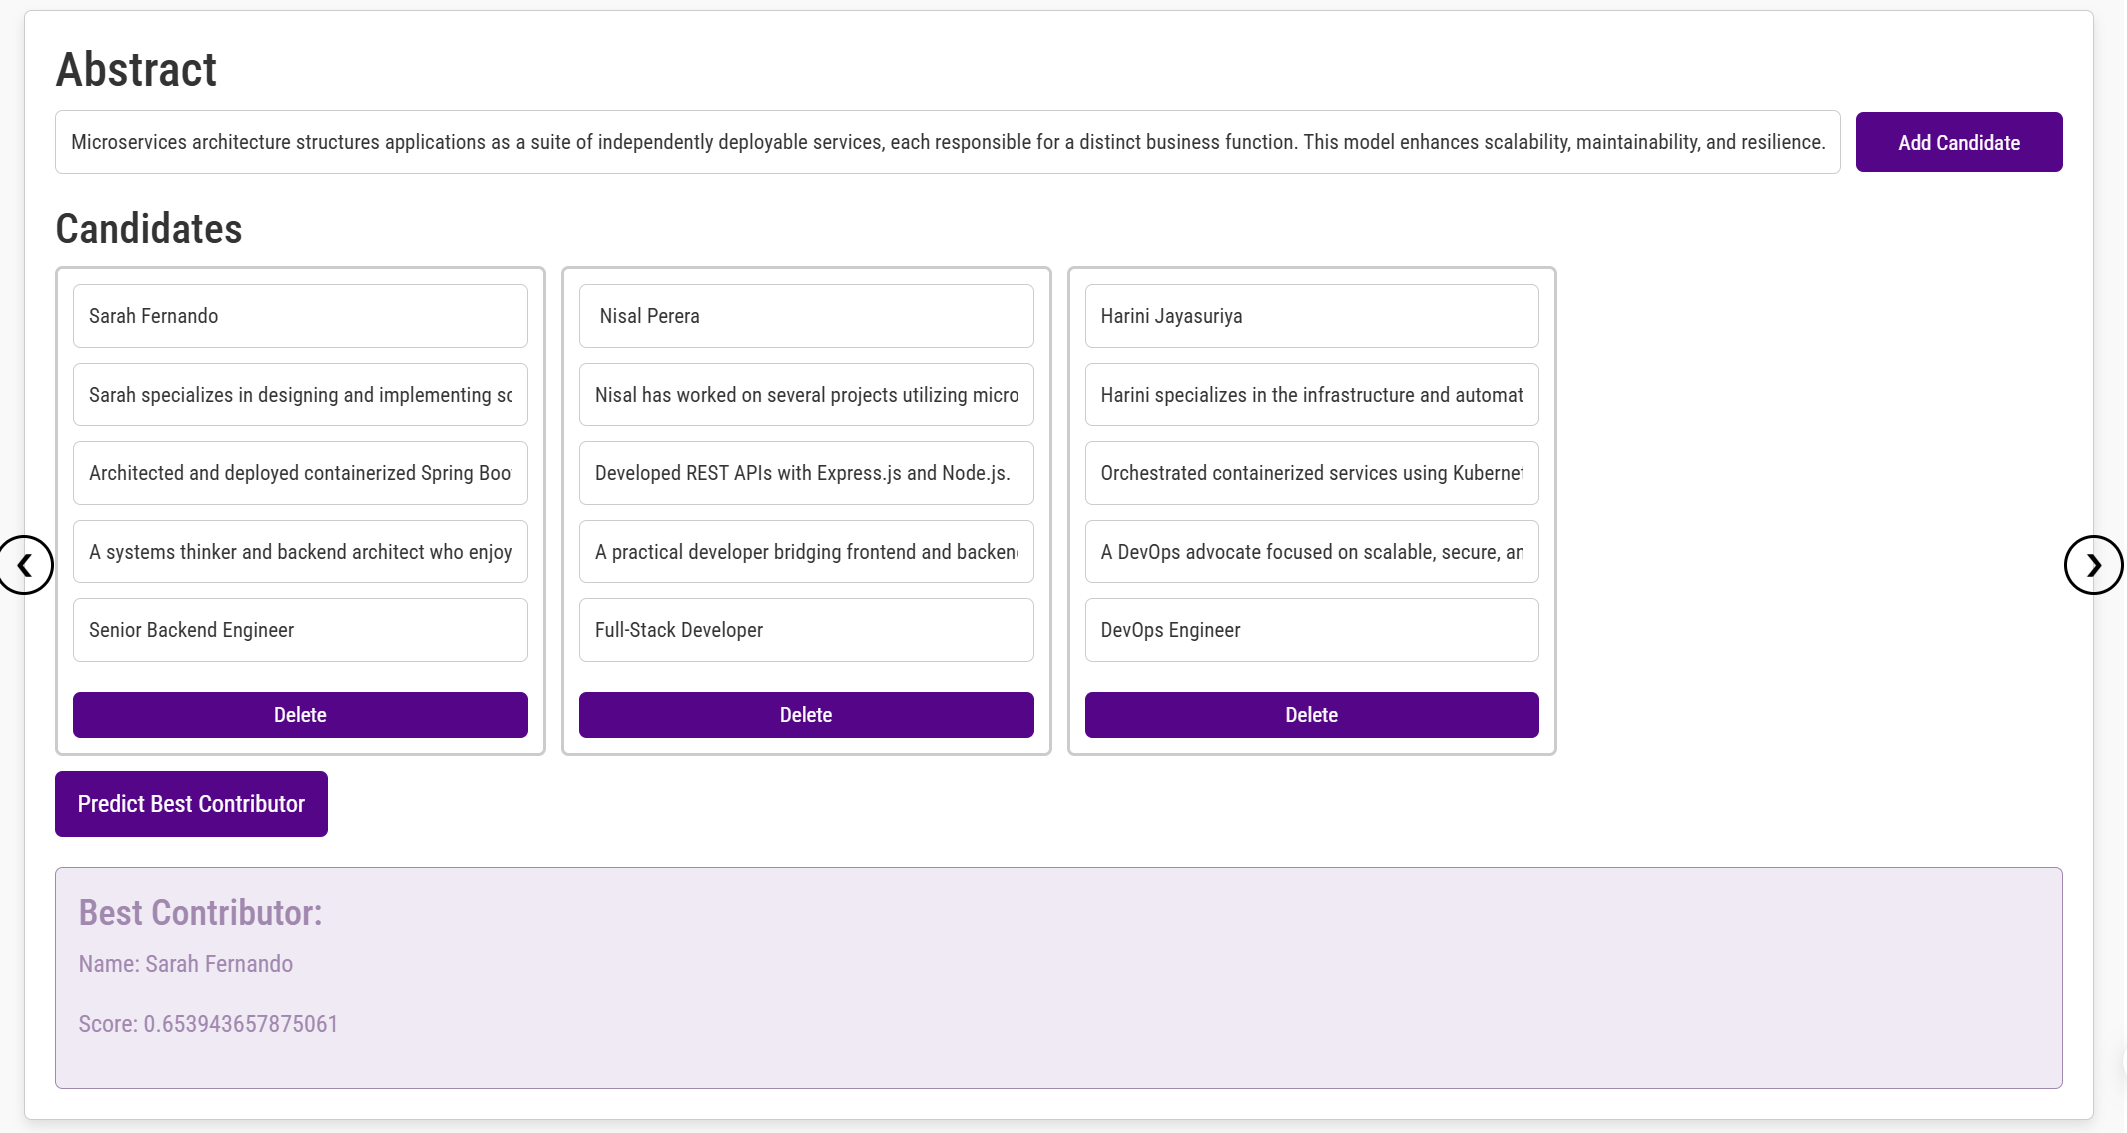 Abstract
Microservices architecture structures applications as a suite of independently deployable services, each responsible for a distinct business function. This model enhances scalability, maintainability, and resilience.
Add Candidate
Candidates
Sarah Fernando
Sarah specializes in designing and implementing
Architected and deployed containerized Spring
A systems thinker and backend architect who enjoy
Senior Backend Engineer
Delete
Nisal Perera
Nisal has worked on several projects utilizing micro
Developed REST APIs with Express.js and Node.js.
A practical developer bridging frontend and
Full-Stack Developer
Delete
Harini Jayasuriya
Harini specializes in the infrastructure and automat
Orchestrated containerized services using
A DevOps advocate focused on scalable, secure,
DevOps Engineer
Delete
Predict Best Contributor
Best Contributor:
Name: Sarah Fernando
Score: 0.653943657875061